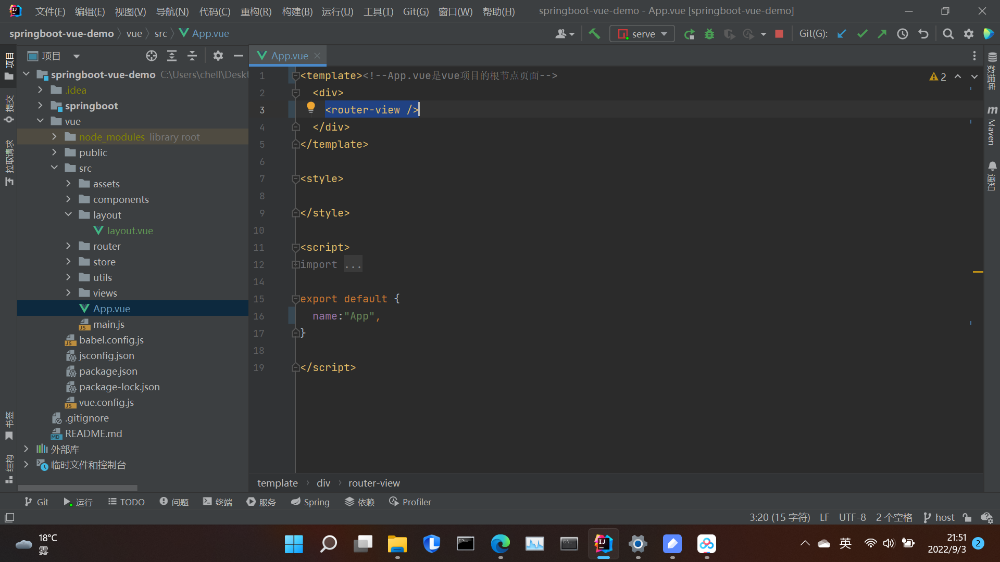 文件(F) 编辑(E) 视图(V) 导航(N) 代码(C) 重构(R) 构建(B) 运行(U) 工具(T) Git(G) 窗口(W) 帮助(H) springboot-vue-demo - App.vue [springboot-vue-demo]
springboot-vue-demo vue src App.vue serve Git(G):
项目
提交
拉取请求
书签
结构
项目
springboot-vue-demo C:\Users\chell\Deskt
.idea
springboot
vue
node_modules library root
public
src
assets
components
layout
layout.vue
router
store
utils
views
App.vue
main.js
babel.config.js
jsconfig.json
package.json
package-lock.json
vue.config.js
.gitignore
README.md
外部库
临时文件和控制台
App.vue
1 <template><!--App.vue是vue项目的根节点页面-->
2 <div>
3 <router-view />
4 </div>
5 </template>
6
7 <style>
8
9 </style>
10
11 <script>
12 import ...
14
15 export default {
16 name:"App",
17 }
18
19 </script>
2
数据库
Maven
通知
template div router-view
Git 运行 TODO 问题 终端 服务 Spring 依赖 Profiler
3:20 (15 字符) LF UTF-8 2 个空格 host
18°C
雾
英
21:51
2022/9/3
2